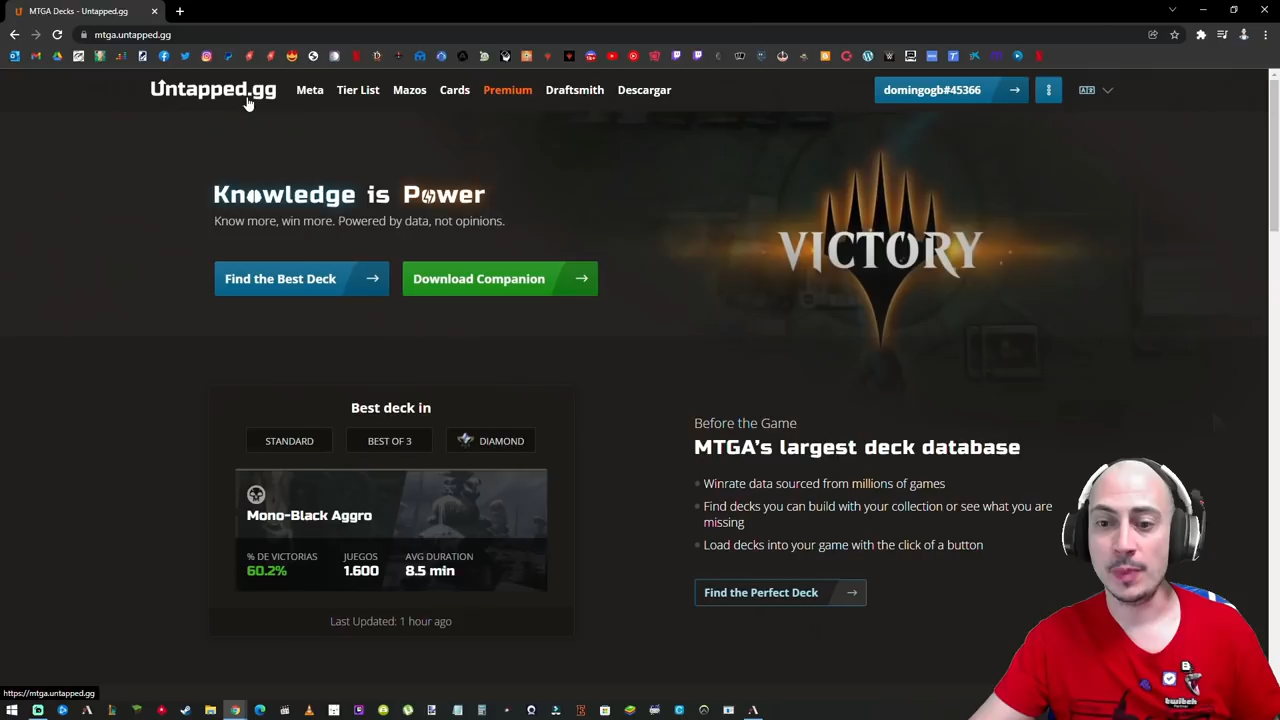 MTGA Decks - Untapped.gg
mtga.untapped.gg
Untapped.gg
Meta
Tier List
Mazos
Cards
Premium
Draftsmith
Descargar
domingogb#45366
Knowledge is Power
Know more, win more. Powered by data, not opinions.
Find the Best Deck
Download Companion
VICTORY
Best deck in
STANDARD
BEST OF 3
DIAMOND
Mono-Black Aggro
% DE VICTORIAS
JUEGOS
AVG DURATION
60.2%
1.600
8.5 min
Last Updated: 1 hour ago
Before the Game
MTGA's largest deck database
Winrate data sourced from millions of games
Find decks you can build with your collection or see what you are
missing
Load decks into your game with the click of a button
Find the Perfect Deck
https://mtga.untapped.gg
twitch